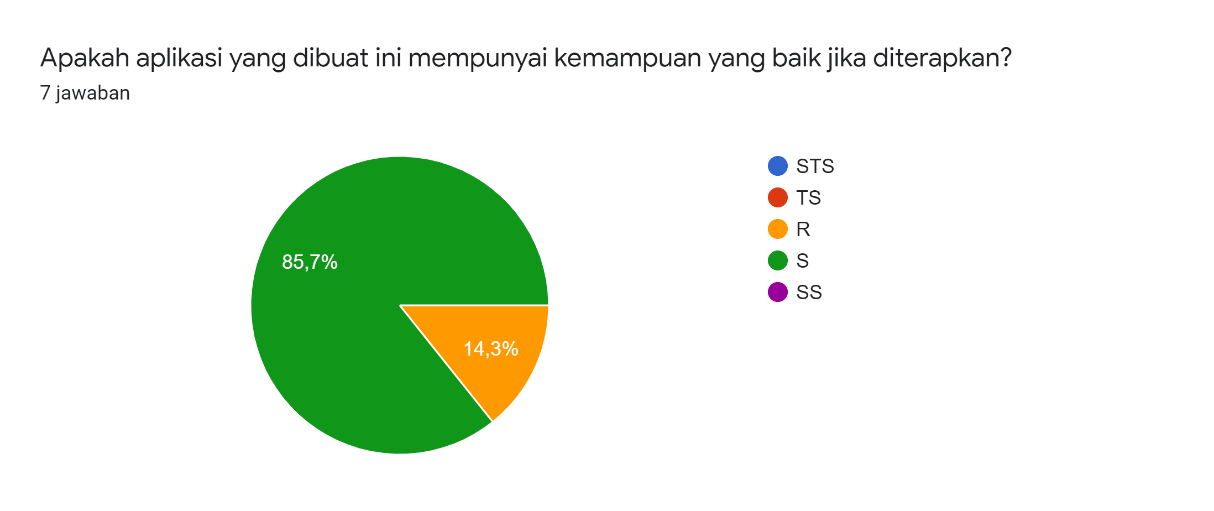 Apakah aplikasi yang dibuat ini mempunyai kemampuan yang baik jika diterapkan?
7 jawaban
STS
TS
R
S
SS
85,7%
14,3%